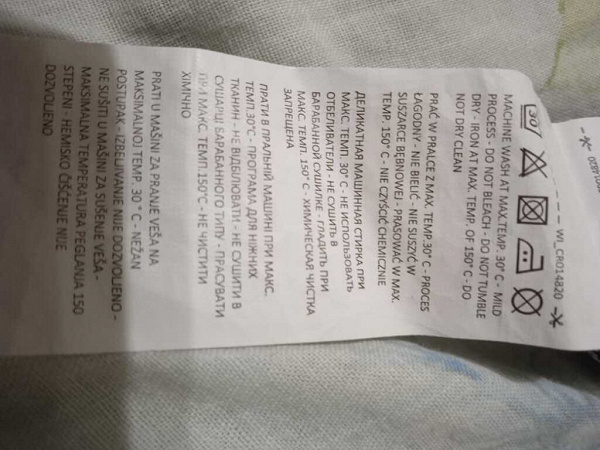 WI_CR014820
30
MACHINE WASH AT MAX.TEMP. 30° C - MILD
PROCESS - DO NOT BLEACH - DO NOT TUMBLE
DRY - IRON AT MAX. TEMP. OF 150° C - DO
NOT DRY CLEAN
PRAĆ W PRALCE Z MAX. TEMP.30° C - PROCES
ŁAGODNY - NIE BIELIĆ - NIE SUSZYĆ W
SUSZARCE BĘBNOWEJ - PRASOWAĆ W MAX.
TEMP. 150° C - NIE CZYŚCIĆ CHEMICZNIE
ДЕЛИКАТНАЯ МАШИННАЯ СТИРКА ПРИ
МАКС. ТЕМП. 30° C - НЕ ИСПОЛЬЗОВАТЬ
ОТБЕЛИВАТЕЛИ - НЕ СУШИТЬ В
БАРАБАННОЙ СУШИЛКЕ - ГЛАДИТЬ ПРИ
МАКС. ТЕМП. 150° C - ХИМИЧЕСКАЯ ЧИСТКА
ЗАПРЕЩЕНА
ПРАТИ В ПРАЛЬНІЙ МАШИНІ ПРИ МАКС.
ТЕМП.30°C - ПРОГРАМА ДЛЯ НІЖНИХ
ТКАНИН - НЕ ВІДБІЛЮВАТИ - НЕ СУШИТИ В
СУШАРЦІ БАРАБАННОГО ТИПУ - ПРАСУВАТИ
ПРИ МАКС. ТЕМП. 150°C - НЕ ЧИСТИТИ
ХІМІЧНО
PRATI U MAŠINI ZA PRANJE VEŠA NA
MAKSIMALNOJ TEMP. 30 ° C - NEŽAN
POSTUPAK - IZBELJIVANJE NIJE DOZVOLJENO -
NE SUŠITI U MAŠINI ZA SUŠENJE VEŠA -
MAKSIMALNA TEMPERATURA PEGLANJA 150
STEPENI - HEMIJSKO ČIŠĆENJE NIJE
DOZVOLJENO